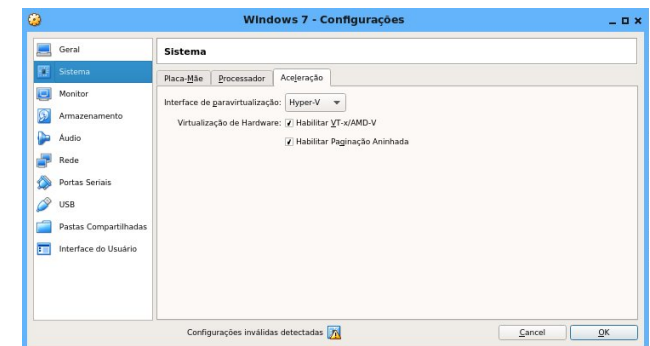 Windows 7 - Configurações
Geral
Sistema
Monitor
Armazenamento
Áudio
Rede
Portas Seriais
USB
Pastas Compartilhadas
Interface do Usuário
Sistema
Placa-Mãe Processador Aceleração
Interface de paravirtualização: Hyper-V
Virtualização de Hardware: Habilitar VT-x/AMD-V
Habilitar Paginação Aninhada
Configurações inválidas detectadas
Cancel OK